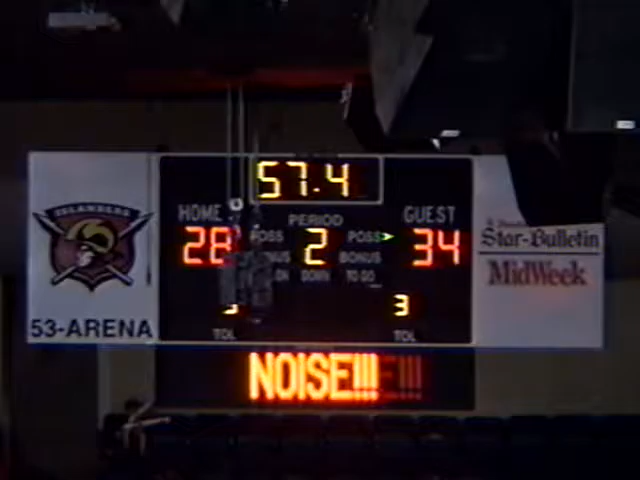 57.4
HOME PERIOD GUEST
28 POSS 2 POSS 34
BONUS
DOWN TO GO
3
TOL TOL
ISLANDERS
53-ARENA
Star-Bulletin
MidWeek
NOISE!!!